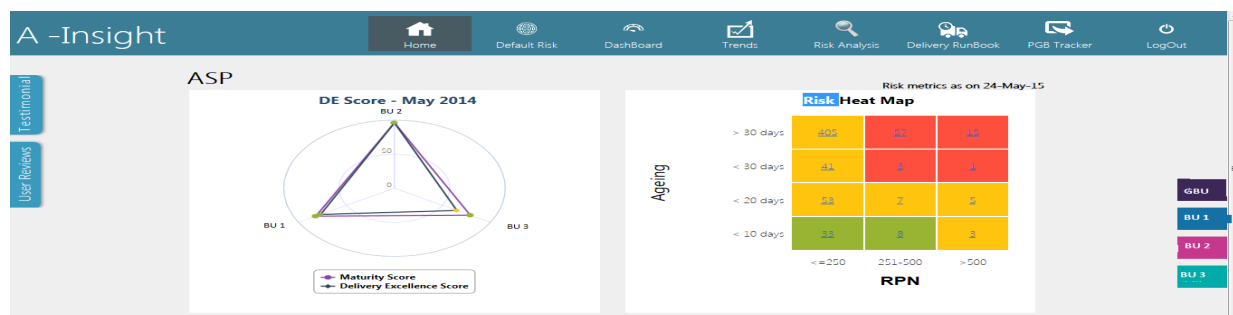 A -Insight
Home
Default Risk
DashBoard
Trends
Risk Analysis
Delivery RunBook
PGB Tracker
LogOut
Testimonial
User Reviews
ASP
Risk metrics as on 24-May-15
DE Score - May 2014
BU 2
50
0
BU 1
BU 3
Maturity Score
Delivery Excellence Score
Risk Heat Map
Ageing
> 30 days 405 57 15
< 30 days 41 1
< 20 days 53 7 5
< 10 days 33 8 3
<=250 251-500 >500
RPN
GBU
BU 1
BU 2
BU 3